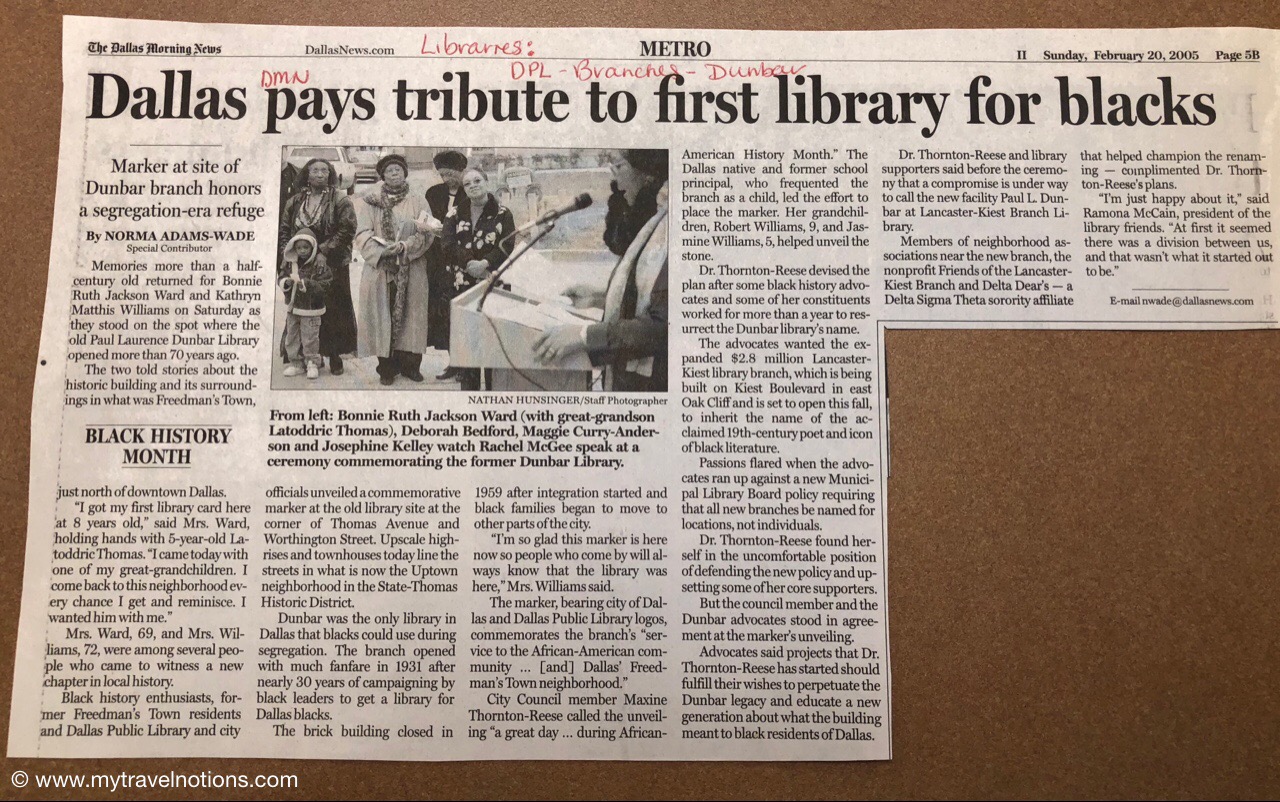 The Dallas Morning News DallasNews.com Libraries: METRO II Sunday, February 20, 2005 Page 5B
DMN DPL - Branches - Dunbar
Dallas pays tribute to first library for blacks
Marker at site of
Dunbar branch honors
a segregation-era refuge
By NORMA ADAMS-WADE
Special Contributor
Memories more than a half-
century old returned for Bonnie
Ruth Jackson Ward and Kathryn
Matthis Williams on Saturday as
they stood on the spot where the
old Paul Laurence Dunbar Library
opened more than 70 years ago.
The two told stories about the
historic building and its surround-
ings in what was Freedman's Town,
BLACK HISTORY
MONTH
just north of downtown Dallas.
"I got my first library card here
at 8 years old," said Mrs. Ward,
holding hands with 5-year-old La-
toddric Thomas. "I came today with
one of my great-grandchildren. I
come back to this neighborhood ev-
ery chance I get and reminisce. I
wanted him with me."
Mrs. Ward, 69, and Mrs. Wil-
liams, 72, were among several peo-
ple who came to witness a new
chapter in local history.
Black history enthusiasts, for-
mer Freedman's Town residents
and Dallas Public Library and city
NATHAN HUNSINGER/Staff Photographer
From left: Bonnie Ruth Jackson Ward (with great-grandson
Latoddric Thomas), Deborah Bedford, Maggie Curry-Ander-
son and Josephine Kelley watch Rachel McGee speak at a
ceremony commemorating the former Dunbar Library.
officials unveiled a commemorative
marker at the old library site at the
corner of Thomas Avenue and
Worthington Street. Upscale high-
rises and townhouses today line the
streets in what is now the Uptown
neighborhood in the State-Thomas
Historic District.
Dunbar was the only library in
Dallas that blacks could use during
segregation. The branch opened
with much fanfare in 1931 after
nearly 30 years of campaigning by
black leaders to get a library for
Dallas blacks.
The brick building closed in
1959 after integration started and
black families began to move to
other parts of the city.
"I'm so glad this marker is here
now so people who come by will al-
ways know that the library was
here," Mrs. Williams said.
The marker, bearing city of Dal-
las and Dallas Public Library logos,
commemorates the branch's "ser-
vice to the African-American com-
munity ... [and] Dallas' Freed-
man's Town neighborhood."
City Council member Maxine
Thornton-Reese called the unveil-
ing "a great day ... during African-
American History Month." The
Dallas native and former school
principal, who frequented the
branch as a child, led the effort to
place the marker. Her grandchil-
dren, Robert Williams, 9, and Jas-
mine Williams, 5, helped unveil the
stone.
Dr. Thornton-Reese devised the
plan after some black history advo-
cates and some of her constituents
worked for more than a year to res-
urrect the Dunbar library's name.
The advocates wanted the ex-
panded $2.8 million Lancaster-
Kiest library branch, which is being
built on Kiest Boulevard in east
Oak Cliff and is set to open this fall,
to inherit the name of the ac-
claimed 19th-century poet and icon
of black literature.
Passions flared when the advo-
cates ran up against a new Munici-
pal Library Board policy requiring
that all new branches be named for
locations, not individuals.
Dr. Thornton-Reese found her-
self in the uncomfortable position
of defending the new policy and up-
setting some of her core supporters.
But the council member and the
Dunbar advocates stood in agree-
ment at the marker's unveiling.
Advocates said projects that Dr.
Thornton-Reese has started should
fulfill their wishes to perpetuate the
Dunbar legacy and educate a new
generation about what the building
meant to black residents of Dallas.
Dr. Thornton-Reese and library
supporters said before the ceremo-
ny that a compromise is under way
to call the new facility Paul L. Dun-
bar at Lancaster-Kiest Branch Li-
brary.
Members of neighborhood as-
sociations near the new branch, the
nonprofit Friends of the Lancaster-
Kiest Branch and Delta Dear's — a
Delta Sigma Theta sorority affiliate
that helped champion the renam-
ing — complimented Dr. Thorn-
ton-Reese's plans.
"I'm just happy about it," said
Ramona McCain, president of the
library friends. "At first it seemed
there was a division between us,
and that wasn't what it started out
to be."
E-mail nwade@dallasnews.com
© www.mytravelnotions.com